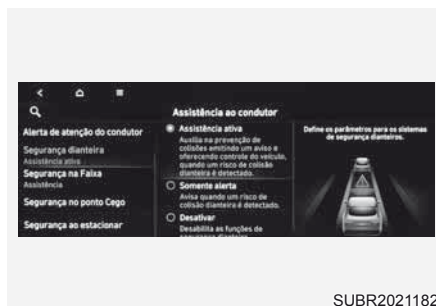 Assistência ao condutor
Alerta de atenção do condutor
Segurança dianteira
Assistência ativa
Segurança na Faixa
Assistência
Segurança no ponto Cego
Segurança ao estacionar
Assistência ativa
Auxilia na prevenção de
colisões emitindo um aviso e
oferecendo controle do veículo,
quando um risco de colisão
dianteira é detectado.
Somente alerta
Avisa quando um risco de
colisão dianteira é detectado.
Desativar
Desabilita as funções de
segurança dianteira
Define os parâmetros para os sistemas
de segurança dianteiros.
SUBR2021182